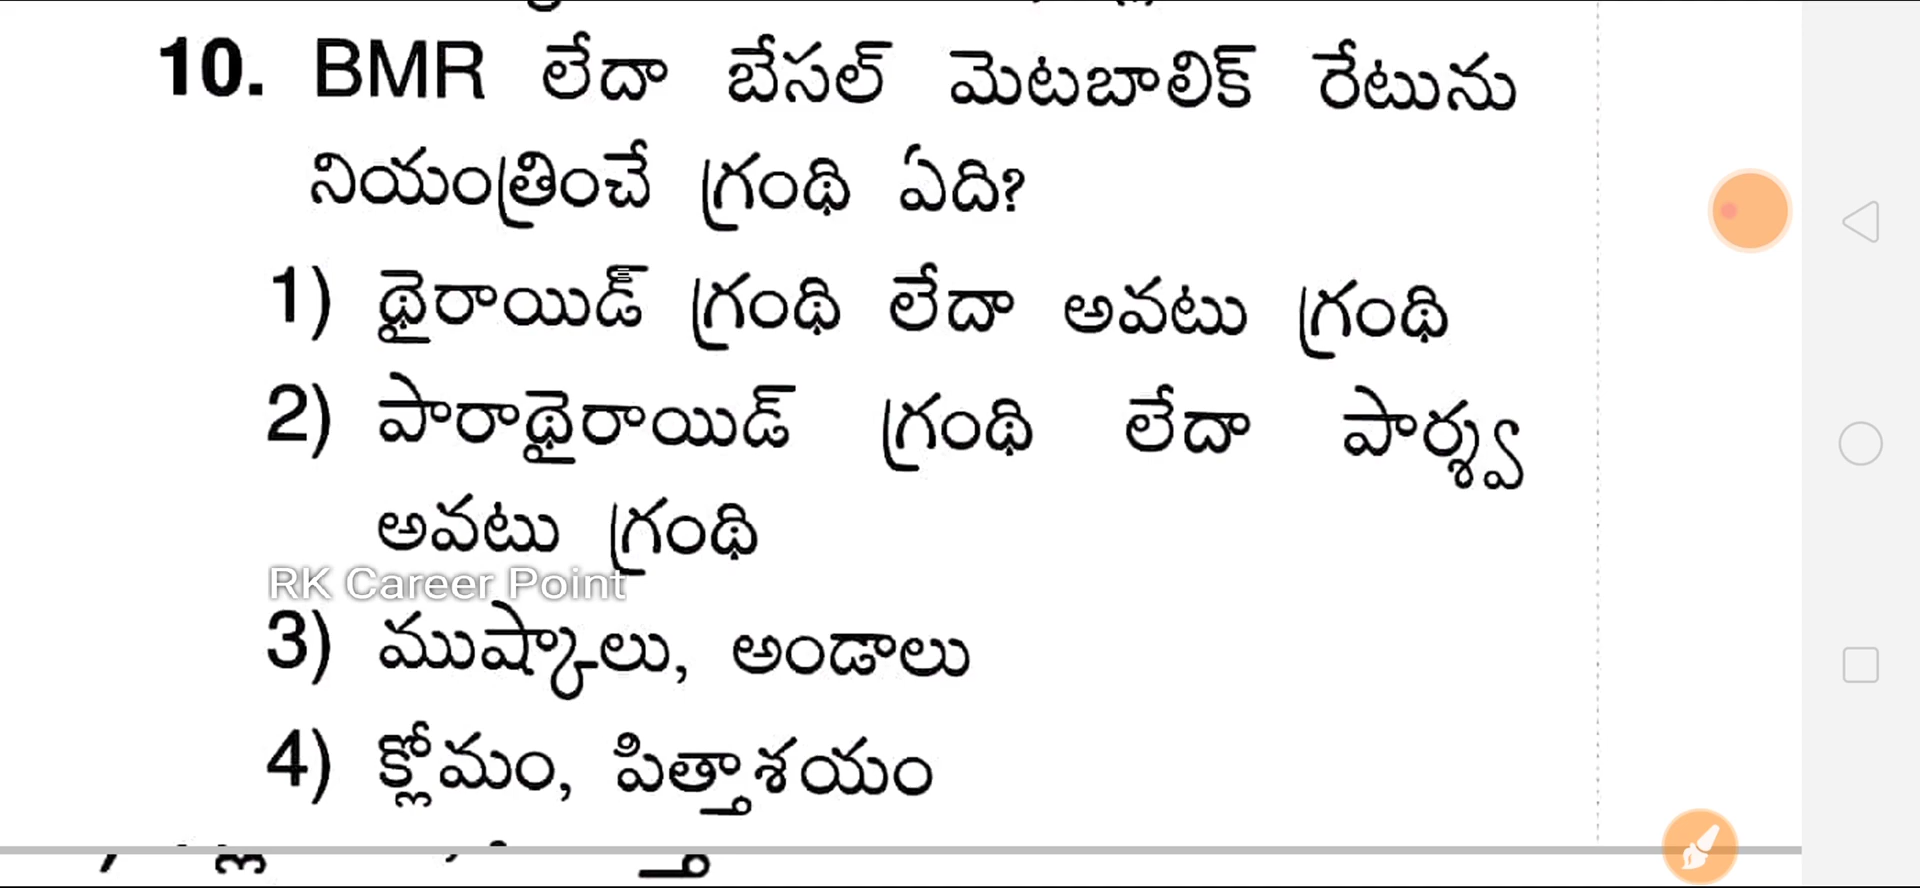 10. BMR లేదా బేసల్ మెటబాలిక్ రేటును
నియంత్రించే గ్రంథి ఏది?
1) థైరాయిడ్ గ్రంథి లేదా అవటు గ్రంథి
2) పారాథైరాయిడ్ గ్రంథి లేదా పార్శ్వ
అవటు గ్రంథి
RK Career Point
3) ముష్కాలు, అండాలు
4) క్లోమం, పిత్తాశయం